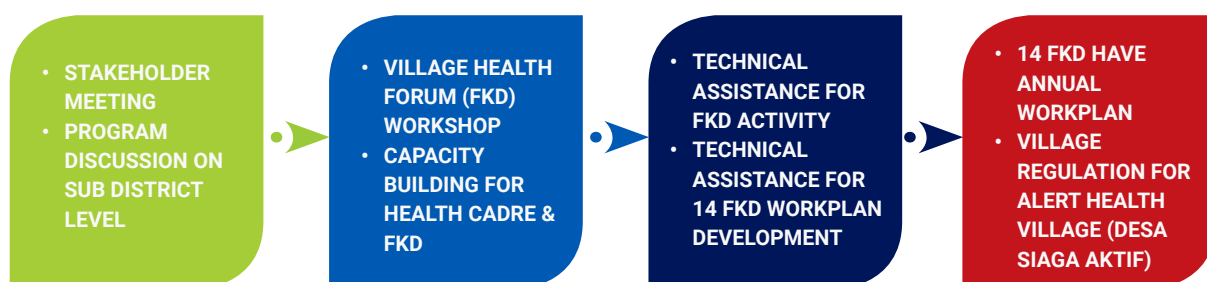 • STAKEHOLDER
MEETING
• PROGRAM
DISCUSSION ON
SUB DISTRICT
LEVEL
• VILLAGE HEALTH
FORUM (FKD)
WORKSHOP
• CAPACITY
BUILDING FOR
HEALTH CADRE &
FKD
• TECHNICAL
ASSISTANCE FOR
FKD ACTIVITY
• TECHNICAL
ASSISTANCE FOR
14 FKD WORKPLAN
DEVELOPMENT
• 14 FKD HAVE
ANNUAL
WORKPLAN
• VILLAGE
REGULATION FOR
ALERT HEALTH
VILLAGE (DESA
SIAGA AKTIF)